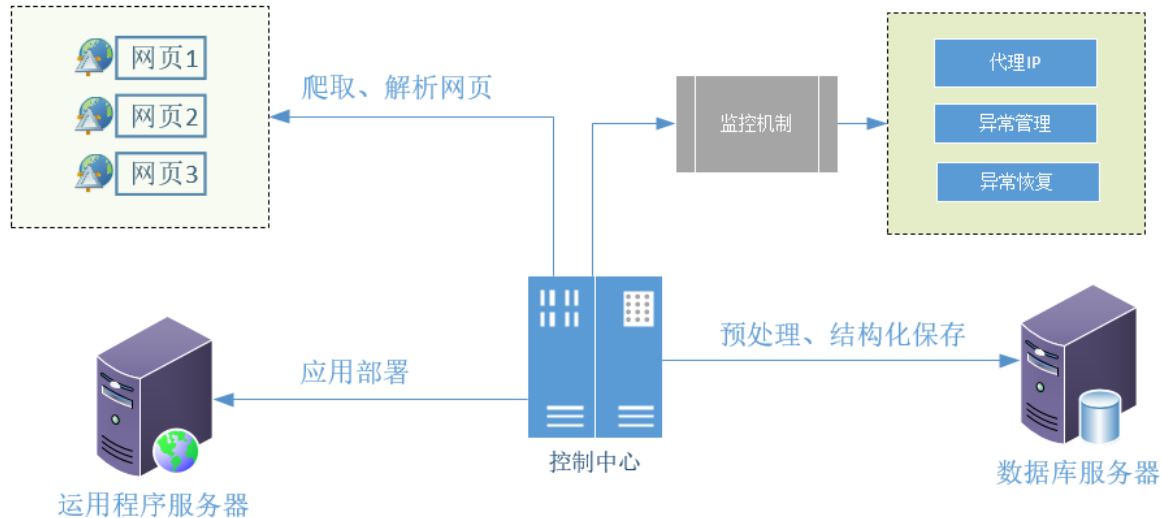 网页1
网页2
网页3
爬取、解析网页
监控机制
代理IP
异常管理
异常恢复
预处理、结构化保存
应用部署
控制中心
数据库服务器
运用程序服务器